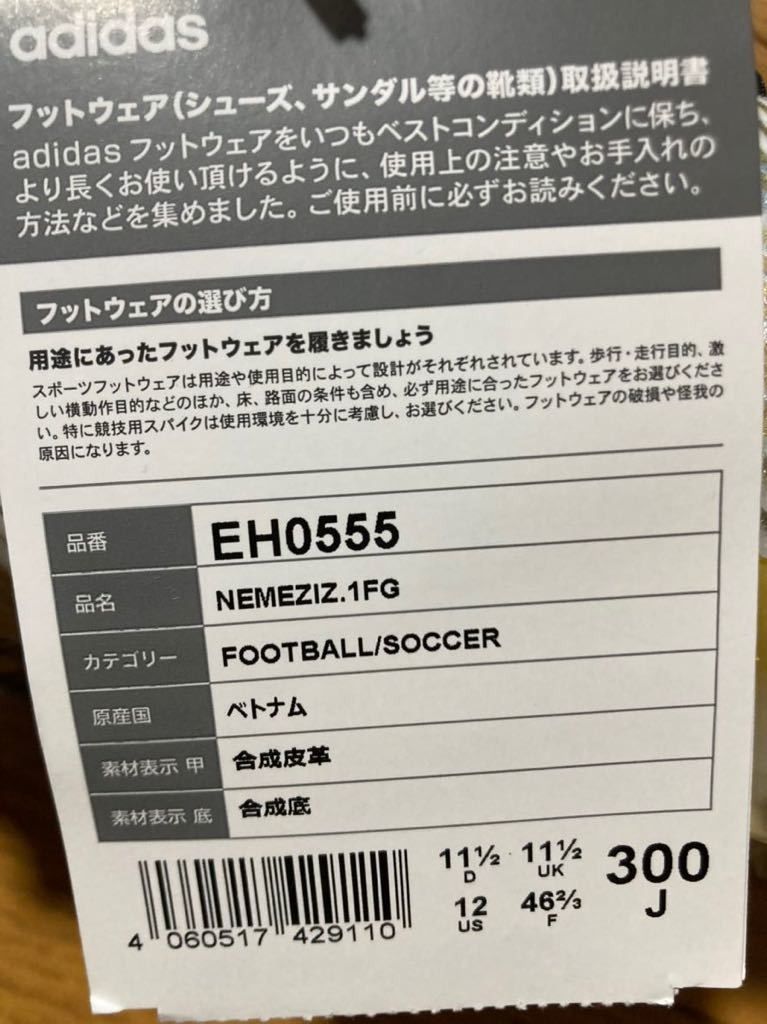 adidas
フットウェア(シューズ、サンダル等の靴類)取扱説明書
adidas フットウェアをいつもベストコンディションに保ち、
より長くお使い頂けるように、使用上の注意やお手入れの
方法などを集めました。ご使用前に必ずお読みください。
フットウェアの選び方
用途にあったフットウェアを履きましょう
スポーツフットウェアは用途や使用目的によって設計がそれぞれされています。歩行・走行目的、激
しい横動作目的などのほか、床、路面の条件も含め、必ず用途に合ったフットウェアをお選びくださ
い。特に競技用スパイクは使用環境を十分に考慮し、お選びください。フットウェアの破損や怪我の
原因になります。
品番 EH0555
品名 NEMEZIZ.1FG
カテゴリー FOOTBALL/SOCCER
原産国 ベトナム
素材表示 甲 合成皮革
素材表示 底 合成底
11½ 11½ 300
D UK J
12 46⅔
US F
4 060517 429110